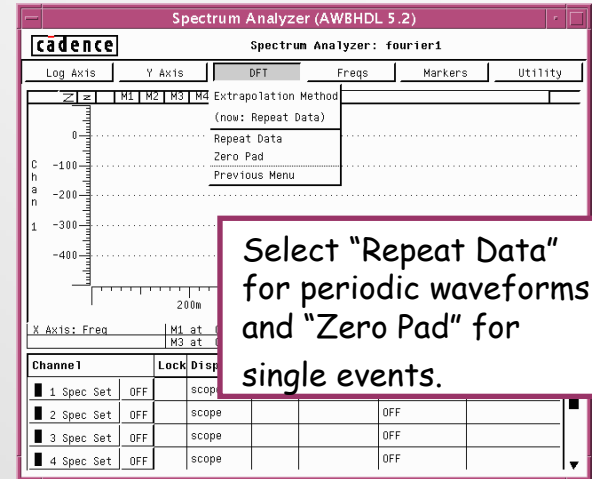 Spectrum Analyzer (AWBHDL 5.2)
cādence Spectrum Analyzer: fourier1
Log Axis Y Axis DFT Freqs Markers Utility
Z z M1 M2 M3 M4
Extrapolation Method
(now: Repeat Data)
Repeat Data
Zero Pad
Previous Menu
Chan 1
0
-100
-200
-300
-400
200m
Select “Repeat Data”
for periodic waveforms
and “Zero Pad” for
single events.
X Axis: Freq M1 at
M3 at
Channel Lock Disp
1 Spec Set OFF scope
2 Spec Set OFF scope OFF
3 Spec Set OFF scope OFF
4 Spec Set OFF scope OFF